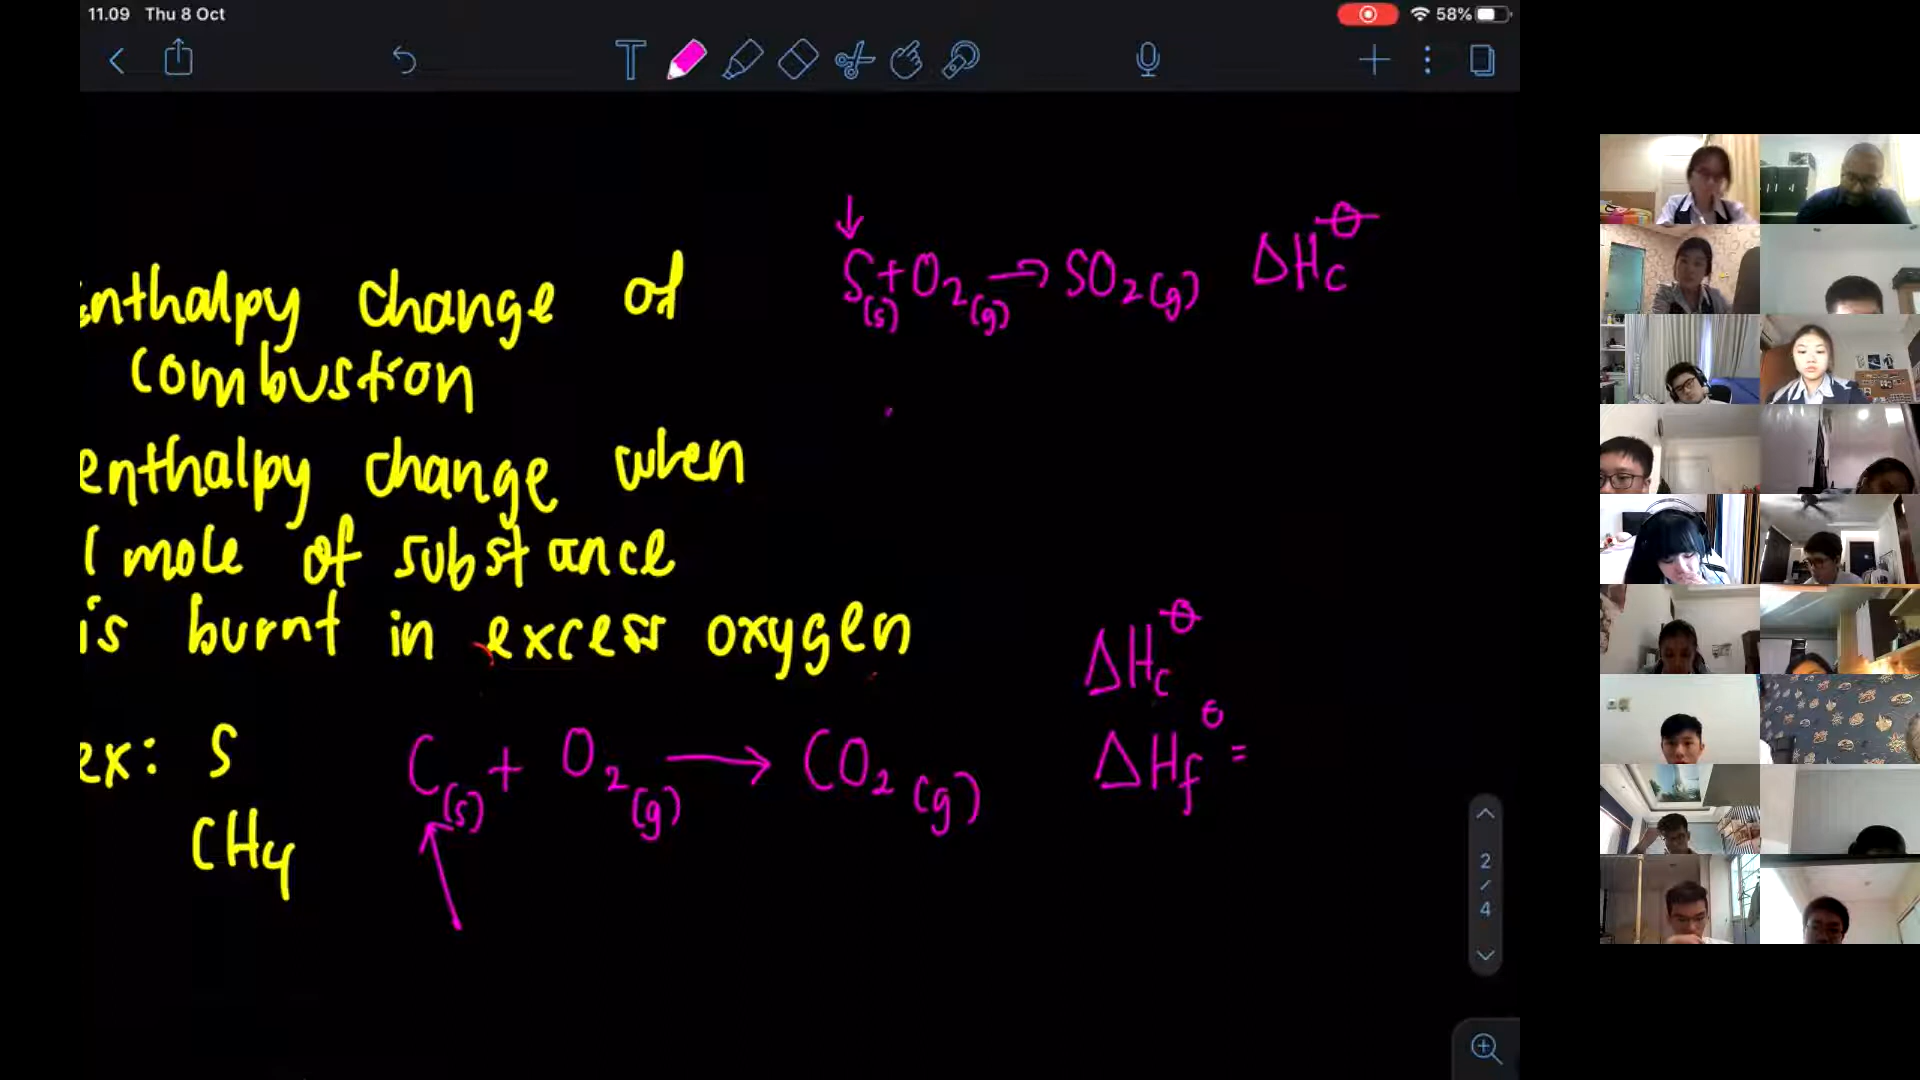 11.09 Thu 8 Oct
58%
T
↓
S(s) + O₂(g) → SO₂(g) ΔHc⦵
enthalpy change of
combustion
enthalpy change when
1 mole of substance
is burnt in excess oxygen
ΔHc⦵
ex: S
C(s) + O₂(g) → CO₂(g)
ΔHf⦵ =
CH4
2
/
4